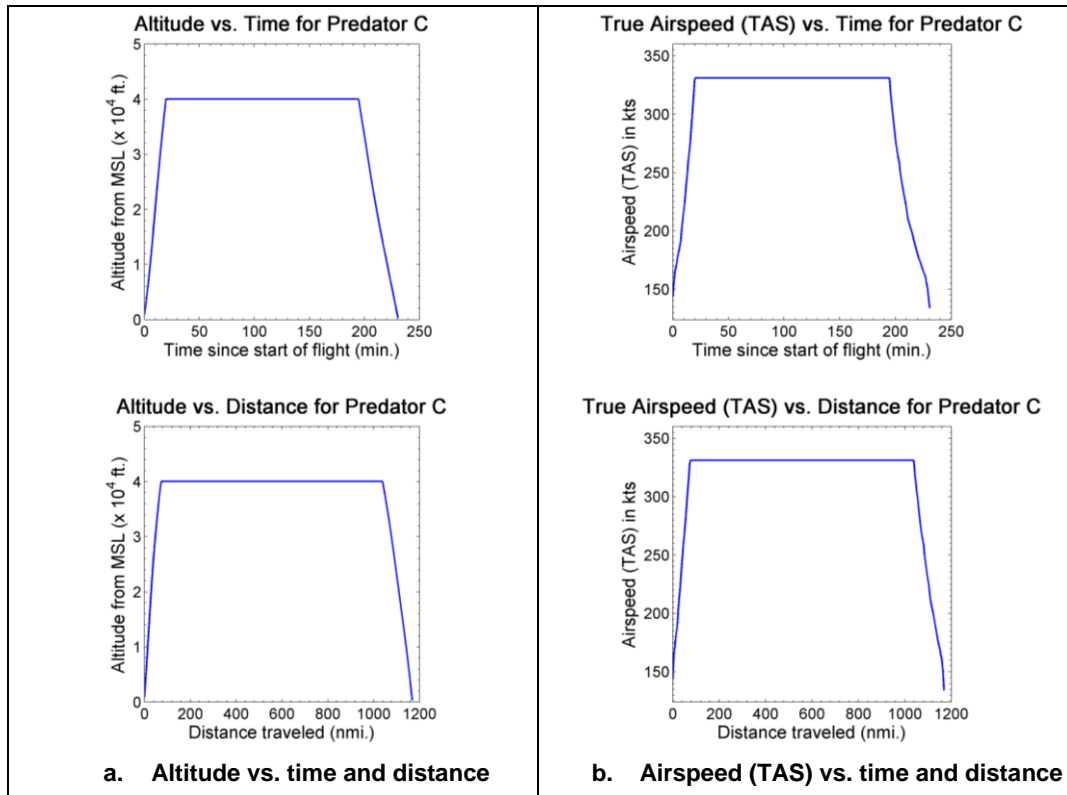 Altitude vs. Time for Predator C
5
4
3
2
1
0
0 50 100 150 200 250
Altitude from MSL (x 10^4 ft.)
Time since start of flight (min.)
True Airspeed (TAS) vs. Time for Predator C
350
300
250
200
150
0 50 100 150 200 250
Airspeed (TAS) in kts
Time since start of flight (min.)
Altitude vs. Distance for Predator C
5
4
3
2
1
0
0 200 400 600 800 1000 1200
Altitude from MSL (x 10^4 ft.)
Distance traveled (nmi.)
True Airspeed (TAS) vs. Distance for Predator C
350
300
250
200
150
0 200 400 600 800 1000 1200
Airspeed (TAS) in kts
Distance traveled (nmi.)
a. Altitude vs. time and distance
b. Airspeed (TAS) vs. time and distance